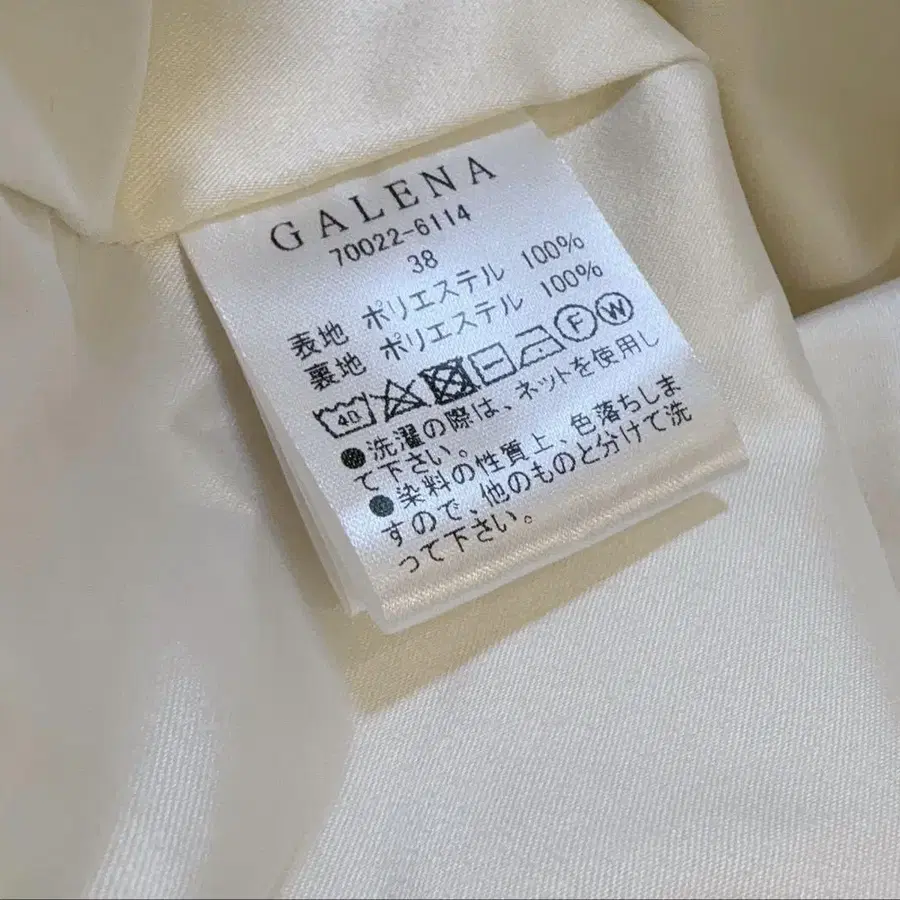 GALENA
70022-6114
38
表地 ポリエステル 100%
裏地 ポリエステル 100%
40 F W
●洗濯の際は、ネットを使用し
て下さい。
●染料の性質上、色落ちしま
すので、他のものと分けて洗
って下さい。